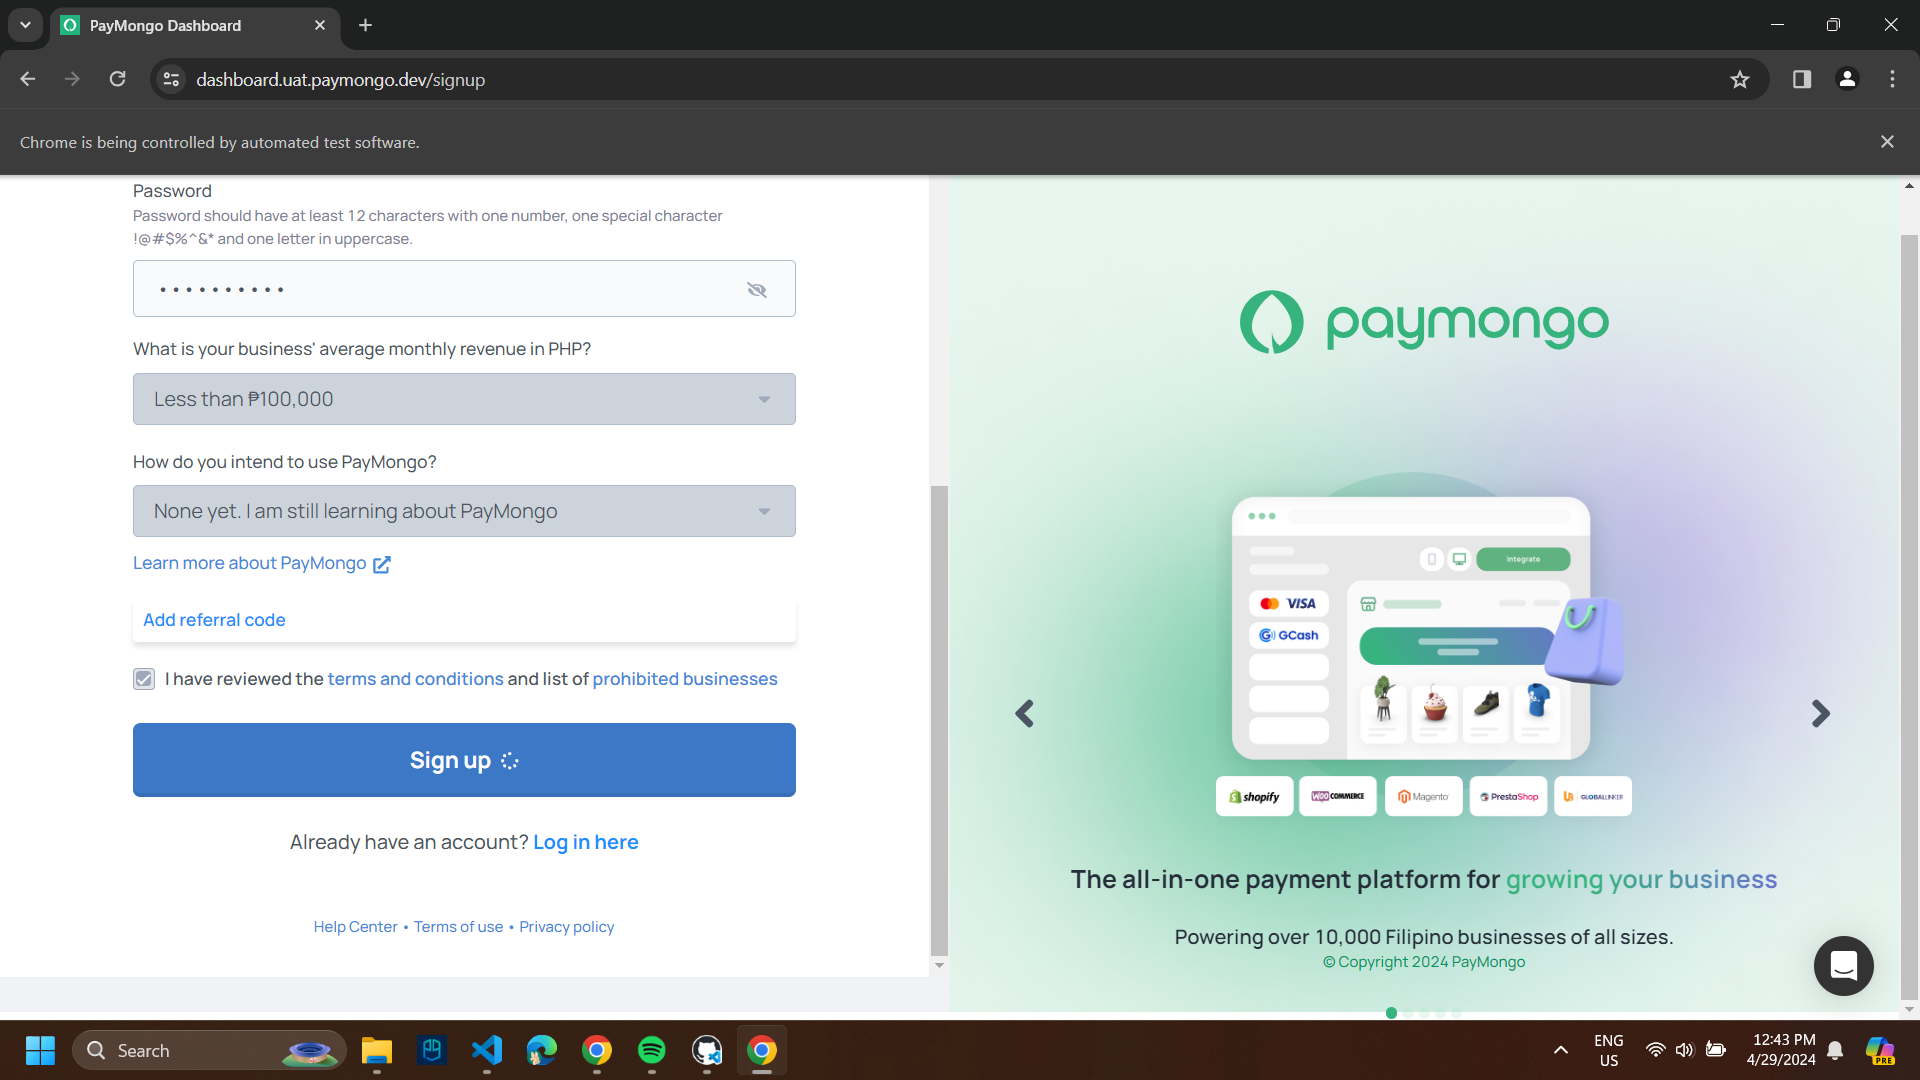 PayMongo Dashboard
dashboard.uat.paymongo.dev/signup
Chrome is being controlled by automated test software.
Password
Password should have at least 12 characters with one number, one special character
!@#$%^&* and one letter in uppercase.
What is your business' average monthly revenue in PHP?
Less than ₱100,000
How do you intend to use PayMongo?
None yet. I am still learning about PayMongo
Learn more about PayMongo
Add referral code
I have reviewed the terms and conditions and list of prohibited businesses
Sign up
Already have an account? Log in here
Help Center • Terms of use • Privacy policy
paymongo
Integrate
VISA
GCash
shopify
WOO COMMERCE
Magento
PrestaShop
GLOBALLINKER
The all-in-one payment platform for growing your business
Powering over 10,000 Filipino businesses of all sizes.
© Copyright 2024 PayMongo
Search
ENG
US
12:43 PM
4/29/2024
PRE